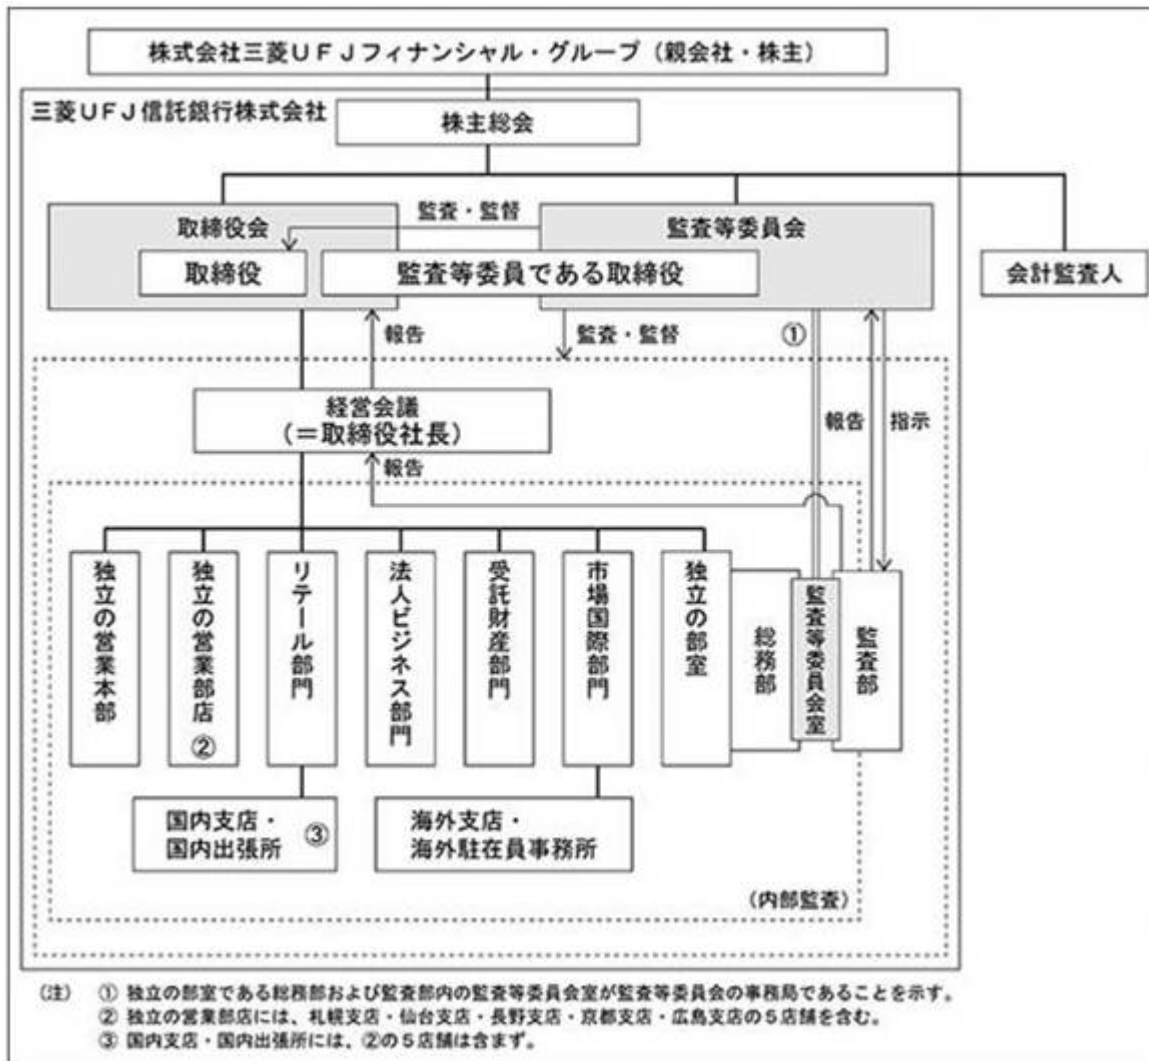 株式会社三菱UFJフィナンシャル・グループ（親会社・株主）
三菱UFJ信託銀行株式会社
株主総会
取締役会
監査・監督
監査等委員会
取締役
監査等委員である取締役
会計監査人
報告
監査・監督
①
経営会議
（＝取締役社長）
報告
指示
報告
独立の営業本部
独立の営業部店②
リテール部門
法人ビジネス部門
受託財産部門
市場国際部門
独立の部室
総務部
監査等委員会室
監査部
国内支店・
国内出張所
③
海外支店・
海外駐在員事務所
（内部監査）
（注） ① 独立の部室である総務部および監査部内の監査等委員会室が監査等委員会の事務局であることを示す。
② 独立の営業部店には、札幌支店・仙台支店・長野支店・京都支店・広島支店の５店舗を含む。
③ 国内支店・国内出張所には、②の５店舗は含まず。